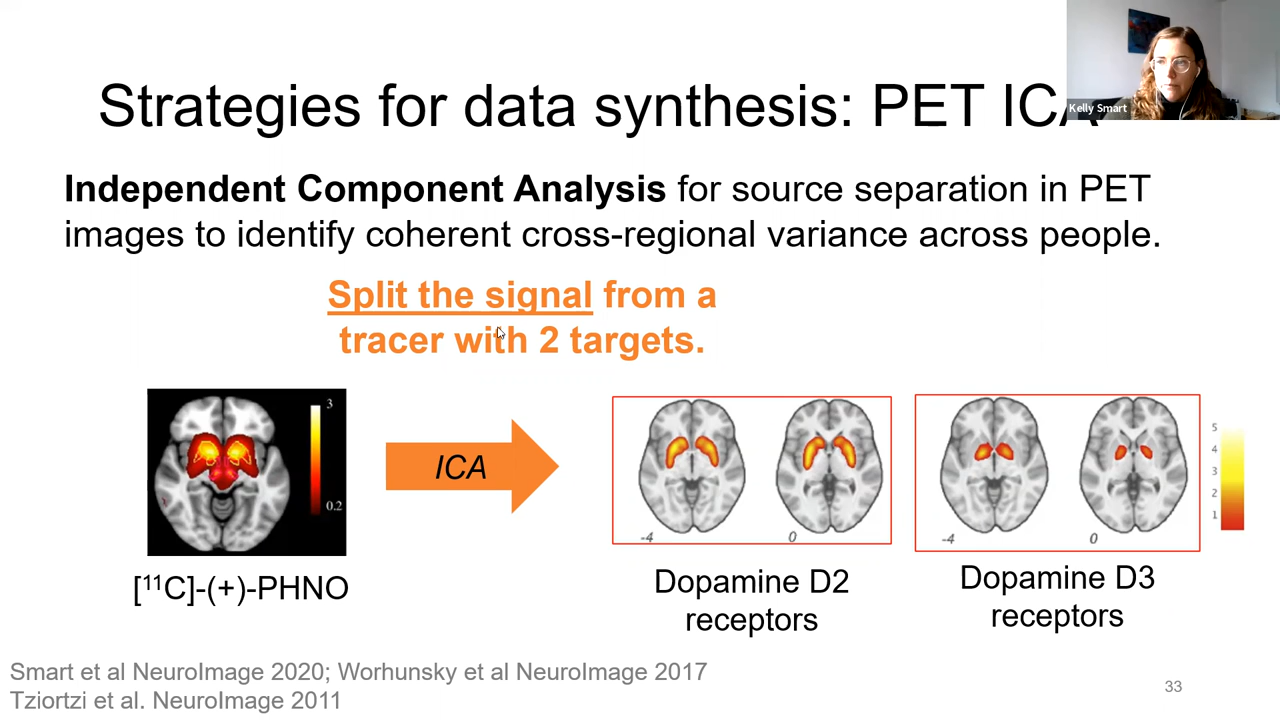 Strategies for data synthesis: PET ICA
Kelly Smart
Independent Component Analysis for source separation in PET
images to identify coherent cross-regional variance across people.
Split the signal from a
tracer with 2 targets.
3
0.2
ICA
-4
0
-4
0
5
4
3
2
1
[¹¹C]-(+)-PHNO
Dopamine D2
receptors
Dopamine D3
receptors
Smart et al NeuroImage 2020; Worhunsky et al NeuroImage 2017
Tziortzi et al. NeuroImage 2011
33